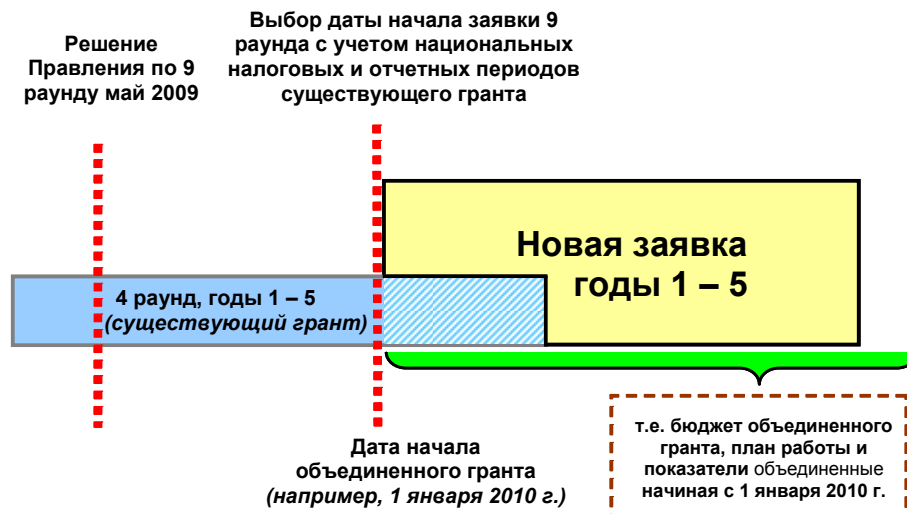 Решение
Правления по 9
раунду май 2009
Выбор даты начала заявки 9
раунда с учетом национальных
налоговых и отчетных периодов
существующего гранта
Новая заявка
годы 1 – 5
4 раунд, годы 1 – 5
(существующий грант)
Дата начала
объединенного гранта
(например, 1 января 2010 г.)
т.е. бюджет объединенного
гранта, план работы и
показатели объединенные
начиная с 1 января 2010 г.